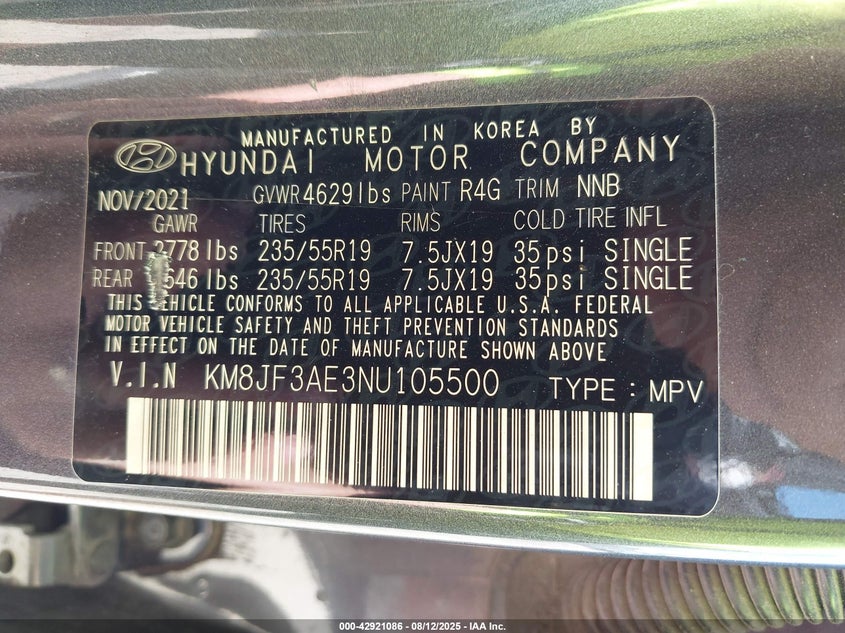 MANUFACTURED IN KOREA BY
HYUNDAI MOTOR COMPANY
NOV/2021 GVWR 4629 lbs PAINT R4G TRIM NNB
GAWR TIRES RIMS COLD TIRE INFL
FRONT 2778 lbs 235/55R19 7.5JX19 35psi SINGLE
REAR 646 lbs 235/55R19 7.5JX19 35psi SINGLE
THIS VEHICLE CONFORMS TO ALL APPLICABLE U.S.A. FEDERAL
MOTOR VEHICLE SAFETY AND THEFT PREVENTION STANDARDS
IN EFFECT ON THE DATE OF MANUFACTURE SHOWN ABOVE.
V.I.N KM8JF3AE3NU105500 TYPE : MPV
000-42921086 - 08/12/2025 - IAA Inc.